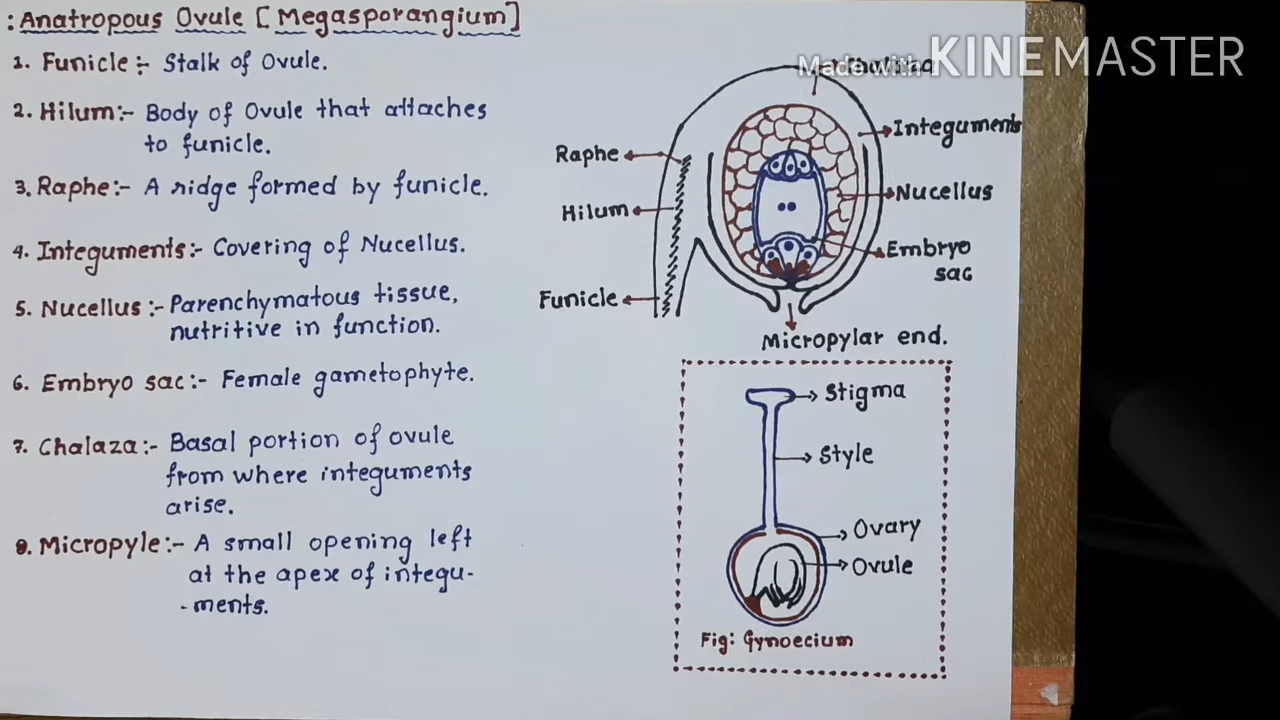 : Anatropous Ovule [Megasporangium]
1. Funicle :- Stalk of Ovule.
2. Hilum :- Body of Ovule that attaches
to funicle.
3. Raphe :- A ridge formed by funicle.
4. Integuments :- Covering of Nucellus.
5. Nucellus :- Parenchymatous tissue,
nutritive in function.
6. Embryo sac :- Female gametophyte.
7. Chalaza :- Basal portion of ovule
from where integuments
arise.
8. Micropyle :- A small opening left
at the apex of integu-
-ments.
Made with KINEMASTER
Chalaza
Integuments
Raphe
Nucellus
Hilum
Embryo
sac
Funicle
Micropylar end.
Stigma
Style
Ovary
Ovule
Fig: Gynoecium